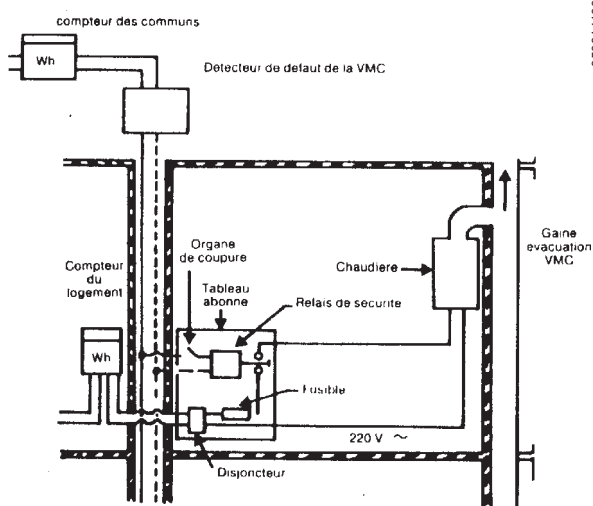 compteur des communs
Wh
Détecteur de defaut de la VMC
Organe
de coupure
Compteur
du
logement
Tableau
abonne
Chaudiere
Gaine
evacuation
VMC
Relais de securite
Wh
Fusible
220 V ~
Disjoncteur